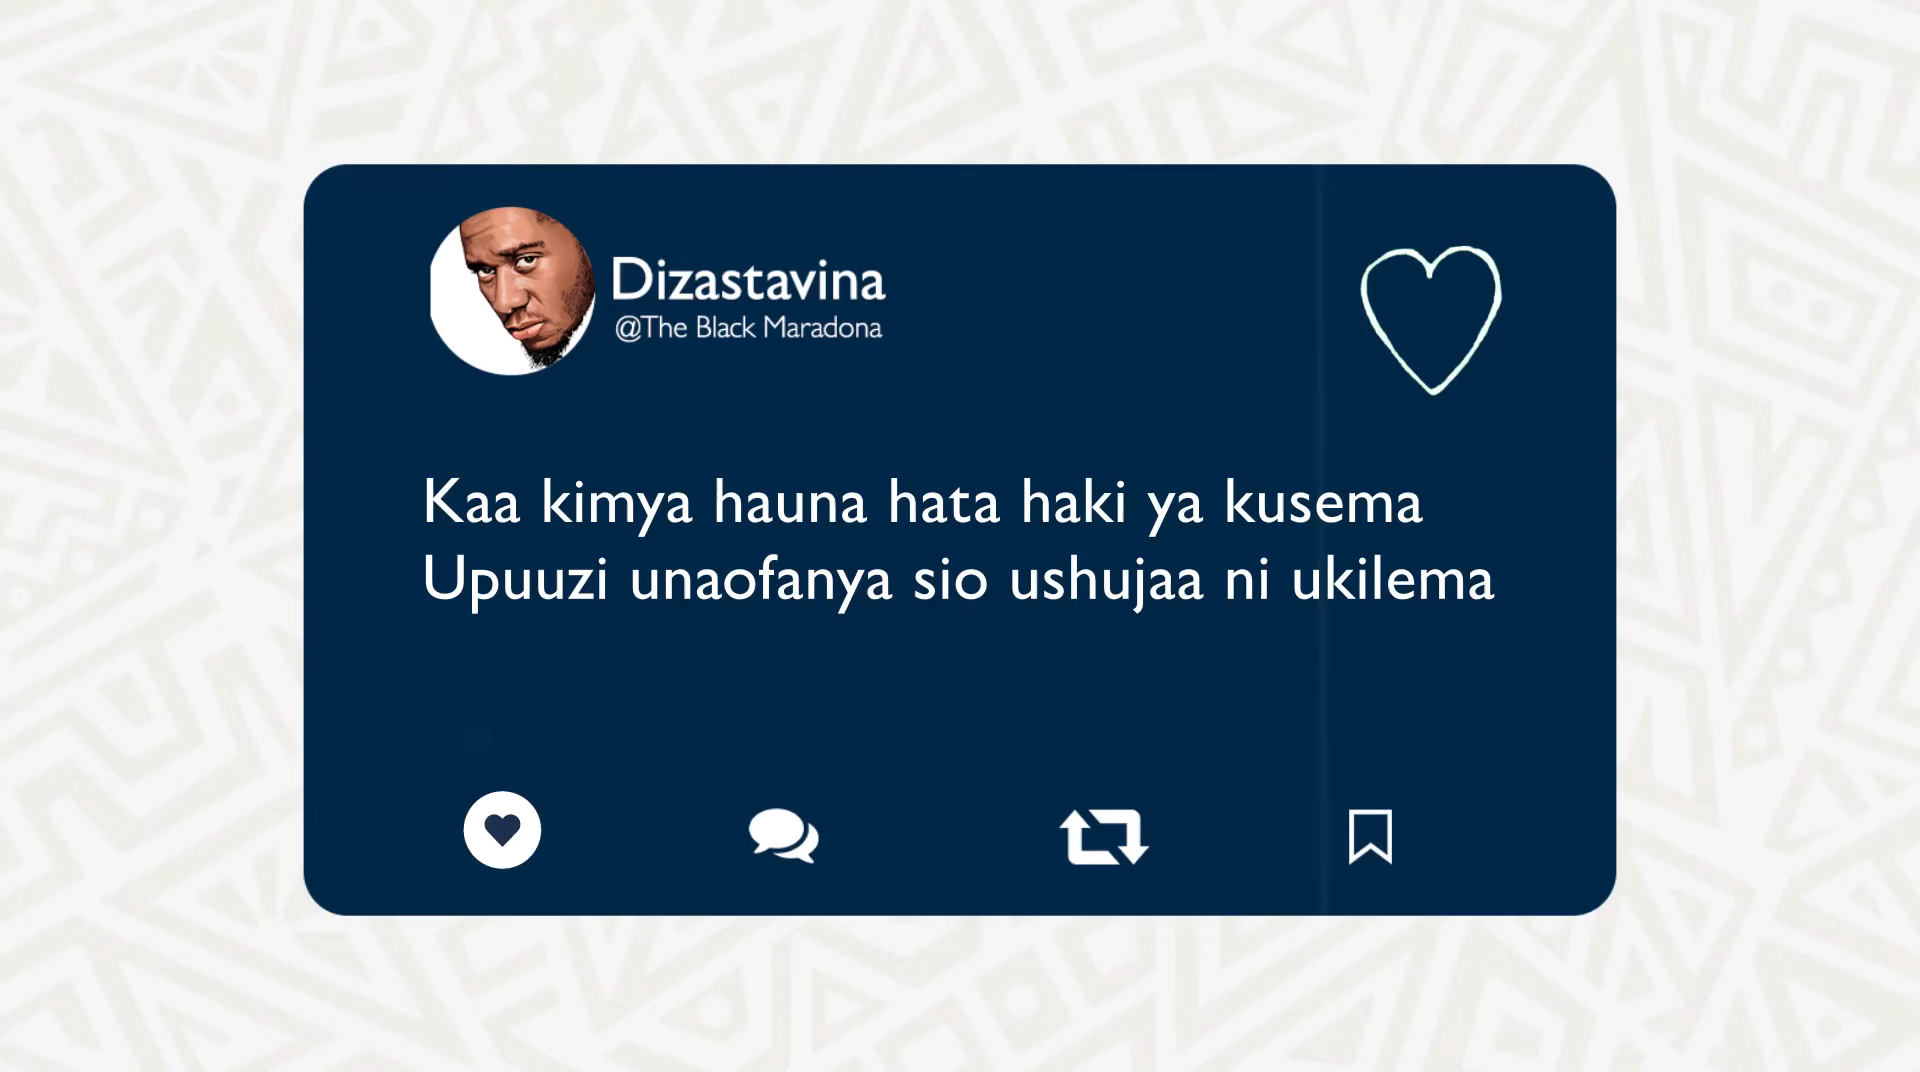 Dizastavina
@The Black Maradona
Kaa kimya hauna hata haki ya kusema
Upuuzi unaofanya sio ushujaa ni ukilema